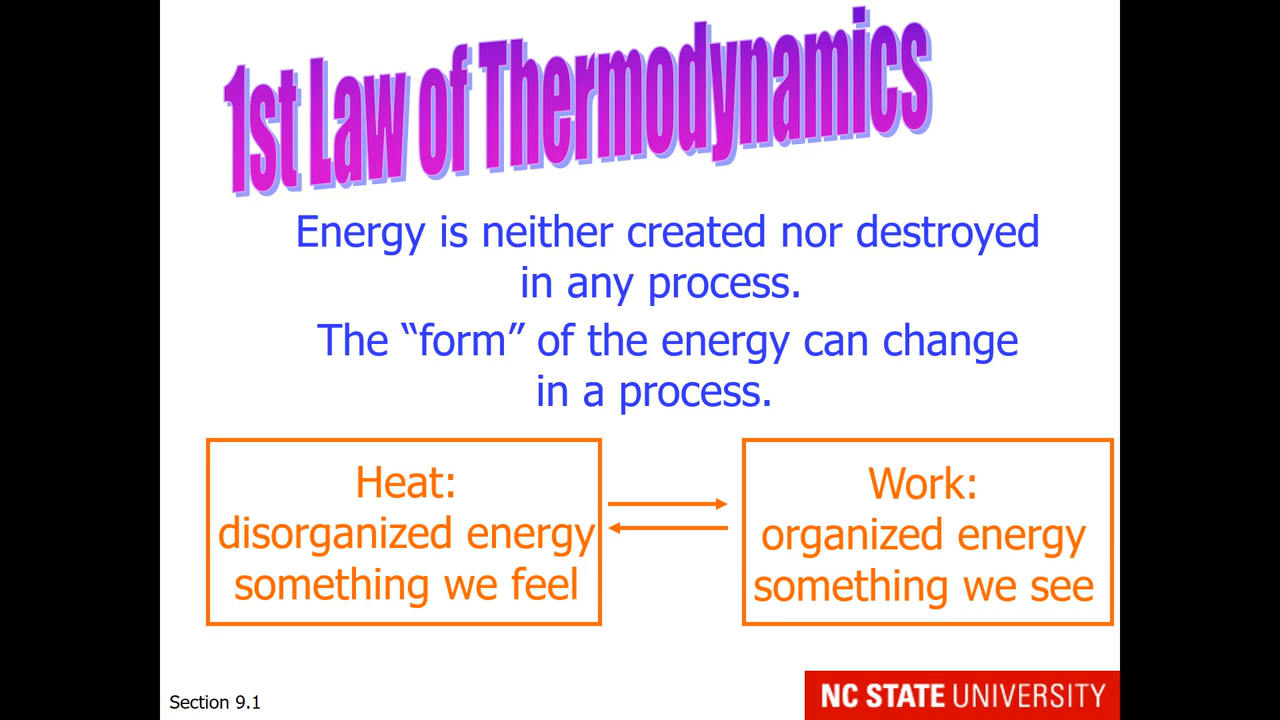 1st Law of Thermodynamics
Energy is neither created nor destroyed
in any process.
The “form” of the energy can change
in a process.
Heat:
disorganized energy
something we feel
Work:
organized energy
something we see
Section 9.1
NC STATE UNIVERSITY